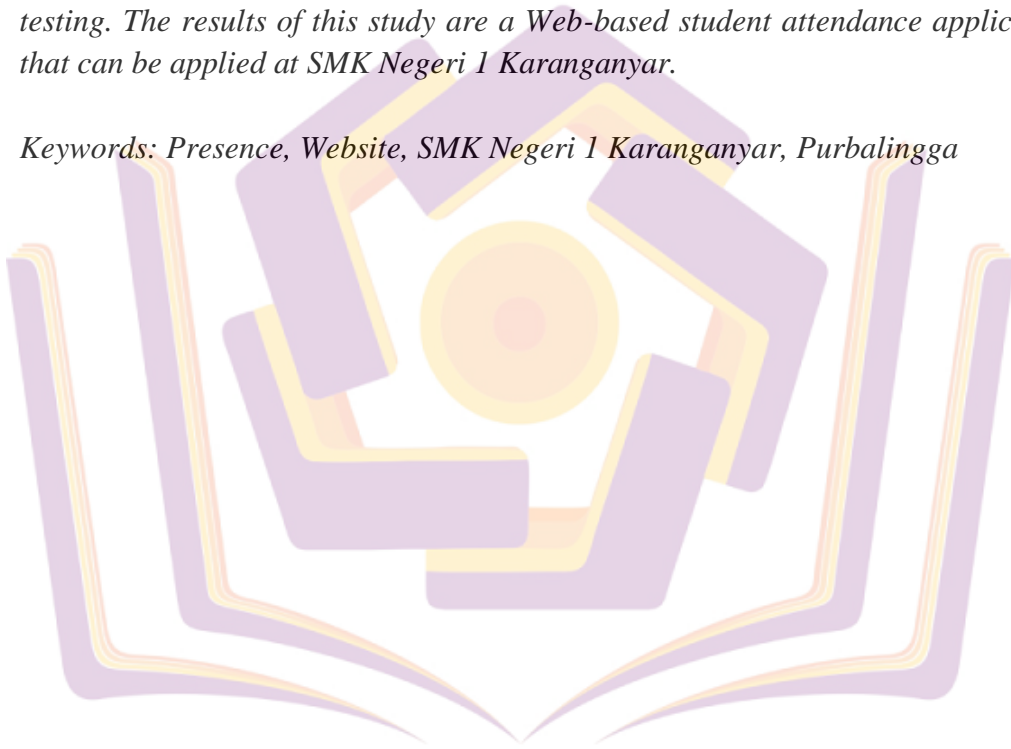 testing. The results of this study are a Web-based student attendance applic
that can be applied at SMK Negeri 1 Karanganyar.
Keywords: Presence, Website, SMK Negeri 1 Karanganyar, Purbalingga